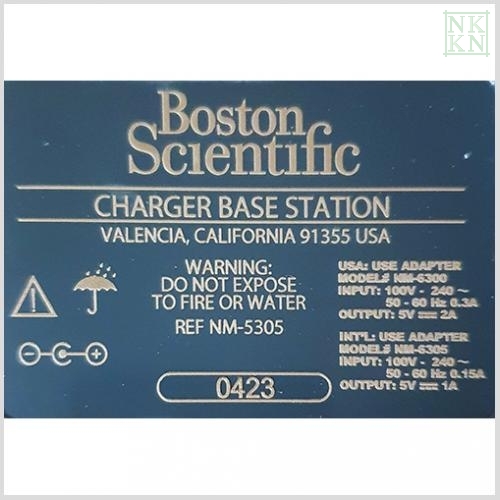 NK
KN
Boston
Scientific
CHARGER BASE STATION
VALENCIA, CALIFORNIA 91355 USA
WARNING:
DO NOT EXPOSE
TO FIRE OR WATER
REF NM-5305
0423
USA: USE ADAPTER
MODEL# NM-6300
INPUT: 100V - 240 ~
50 - 60 Hz 0.3A
OUTPUT: 5V ⎓ 2A
INT'L: USE ADAPTER
MODEL# NM-6305
INPUT: 100V - 240 ~
50 - 60 Hz 0.15A
OUTPUT: 5V ⎓ 1A